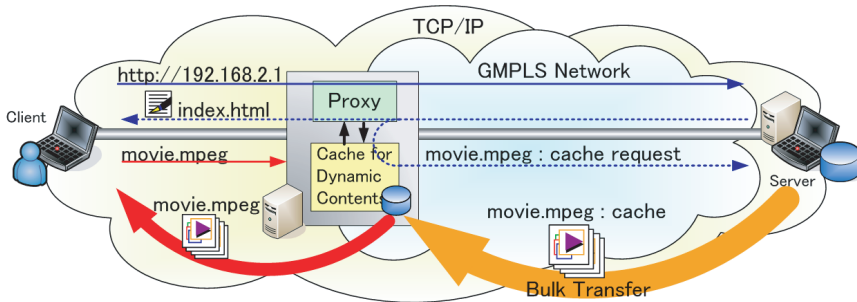 TCP/IP
http://192.168.2.1
GMPLS Network
Proxy
index.html
Client
movie.mpeg
Cache for
Dynamic
Contents
movie.mpeg : cache request
Server
movie.mpeg
movie.mpeg : cache
Bulk Transfer